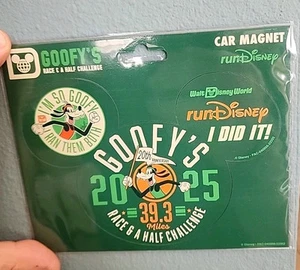 GOOFY'S
RACE & A HALF CHALLENGE
CAR MAGNET
runDisney
I'M SO GOOFY
I RAN THEM BOTH
Walt Disney World
runDisney
I DID IT!
GOOFY'S
20th
20 25
39.3
Miles
RACE & A HALF CHALLENGE